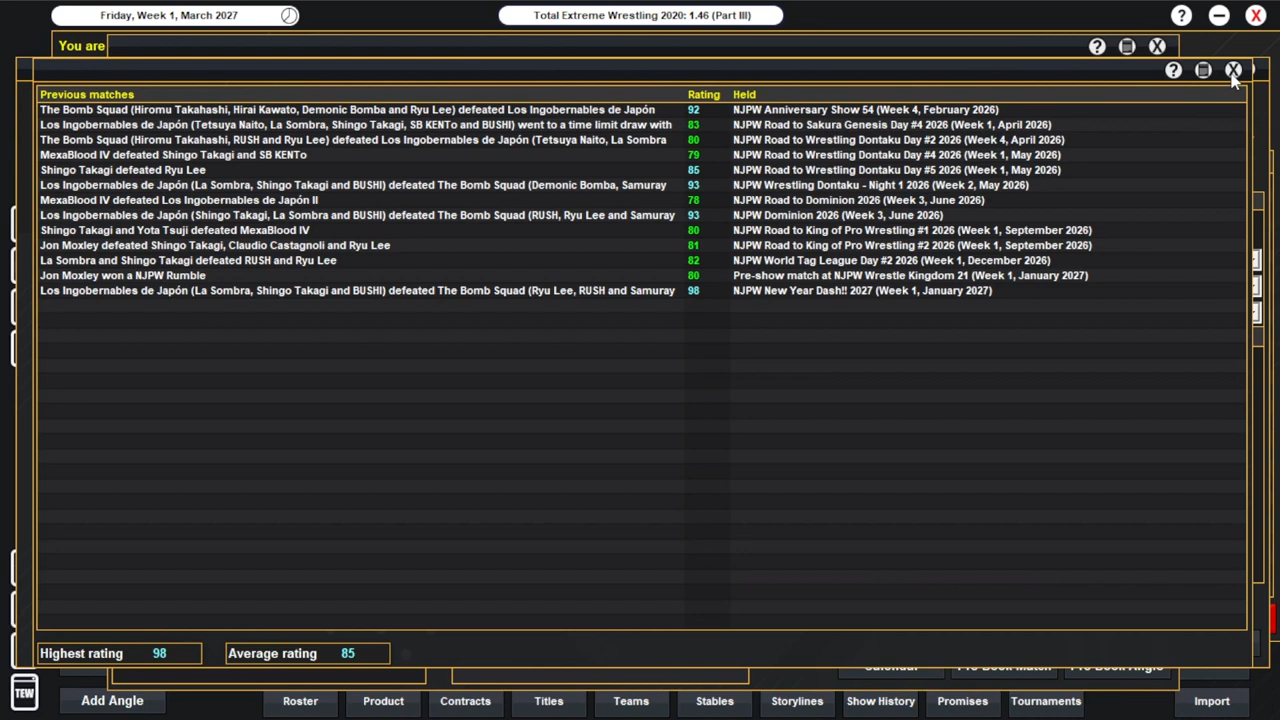 Friday, Week 1, March 2027
Total Extreme Wrestling 2020: 1.46 (Part III)
? X
You are
? X
? X
Previous matches Rating Held
The Bomb Squad (Hiromu Takahashi, Hirai Kawato, Demonic Bomba and Ryu Lee) defeated Los Ingobernables de Japón 92 NJPW Anniversary Show 54 (Week 4, February 2026)
Los Ingobernables de Japón (Tetsuya Naito, La Sombra, Shingo Takagi, SB KENTo and BUSHI) went to a time limit draw with 83 NJPW Road to Sakura Genesis Day #4 2026 (Week 1, April 2026)
The Bomb Squad (Hiromu Takahashi, RUSH and Ryu Lee) defeated Los Ingobernables de Japón (Tetsuya Naito, La Sombra 80 NJPW Road to Wrestling Dontaku Day #2 2026 (Week 4, April 2026)
MexaBlood IV defeated Shingo Takagi and SB KENTo 79 NJPW Road to Wrestling Dontaku Day #4 2026 (Week 1, May 2026)
Shingo Takagi defeated Ryu Lee 85 NJPW Road to Wrestling Dontaku Day #5 2026 (Week 1, May 2026)
Los Ingobernables de Japón (La Sombra, Shingo Takagi and BUSHI) defeated The Bomb Squad (Demonic Bomba, Samuray 93 NJPW Wrestling Dontaku - Night 1 2026 (Week 2, May 2026)
MexaBlood IV defeated Los Ingobernables de Japón II 78 NJPW Road to Dominion 2026 (Week 3, June 2026)
Los Ingobernables de Japón (Shingo Takagi, La Sombra and BUSHI) defeated The Bomb Squad (RUSH, Ryu Lee and Samuray 93 NJPW Dominion 2026 (Week 3, June 2026)
Shingo Takagi and Yota Tsuji defeated MexaBlood IV 80 NJPW Road to King of Pro Wrestling #1 2026 (Week 1, September 2026)
Jon Moxley defeated Shingo Takagi, Claudio Castagnoli and Ryu Lee 81 NJPW Road to King of Pro Wrestling #2 2026 (Week 1, September 2026)
La Sombra and Shingo Takagi defeated RUSH and Ryu Lee 82 NJPW World Tag League Day #2 2026 (Week 1, December 2026)
Jon Moxley won a NJPW Rumble 80 Pre-show match at NJPW Wrestle Kingdom 21 (Week 1, January 2027)
Los Ingobernables de Japón (La Sombra, Shingo Takagi and BUSHI) defeated The Bomb Squad (Ryu Lee, RUSH and Samuray 98 NJPW New Year Dash!! 2027 (Week 1, January 2027)
Highest rating 98 Average rating 85
Calendar Pre Book Match Pre Book Angle
TEW
Add Angle Roster Product Contracts Titles Teams Stables Storylines Show History Promises Tournaments Import